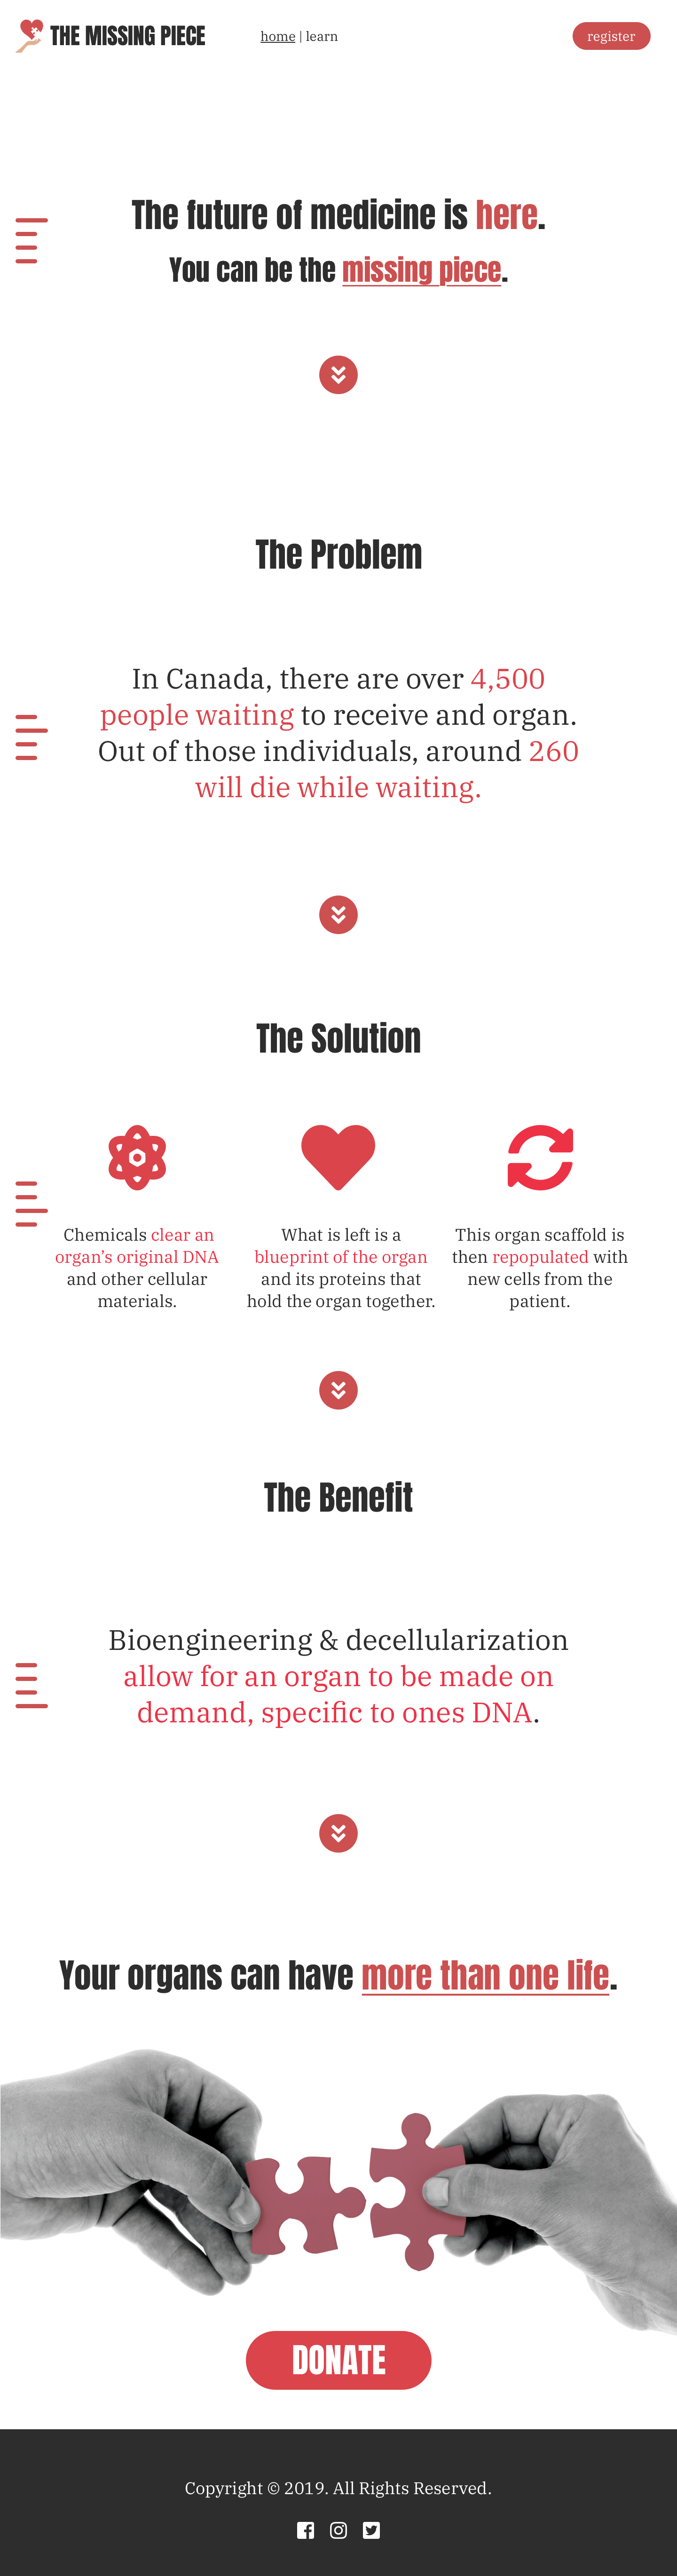 THE MISSING PIECE
home | learn
register
The future of medicine is here.
You can be the missing piece.
The Problem
In Canada, there are over 4,500
people waiting to receive and organ.
Out of those individuals, around 260
will die while waiting.
The Solution
Chemicals clear an
organ’s original DNA
and other cellular
materials.
What is left is a
blueprint of the organ
and its proteins that
hold the organ together.
This organ scaffold is
then repopulated with
new cells from the
patient.
The Benefit
Bioengineering & decellularization
allow for an organ to be made on
demand, specific to ones DNA.
Your organs can have more than one life.
DONATE
Copyright © 2019. All Rights Reserved.